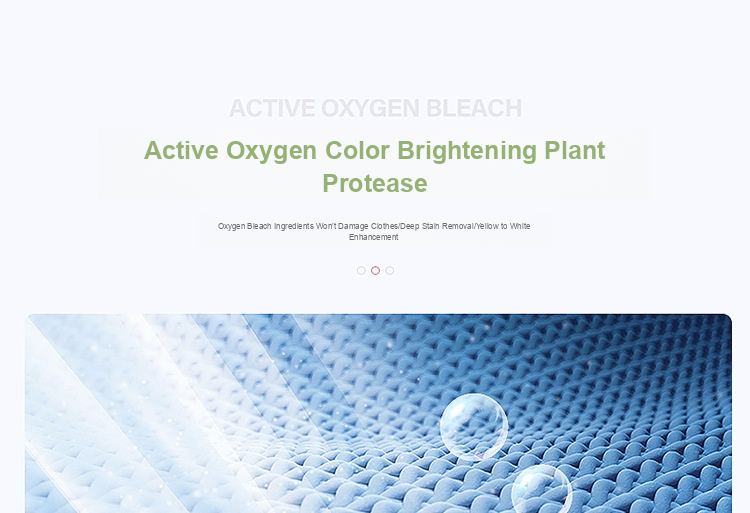 ACTIVE OXYGEN BLEACH
Active Oxygen Color Brightening Plant
Protease
Oxygen Bleach Ingredients Won't Damage Clothes/Deep Stain Removal/Yellow to White
Enhancement